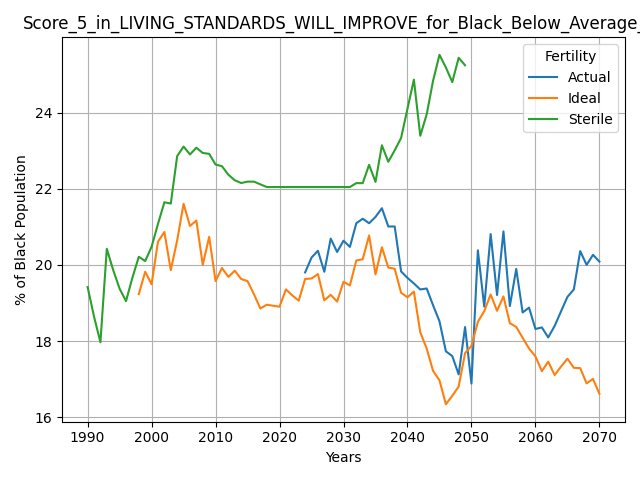 Score_5_in_LIVING_STANDARDS_WILL_IMPROVE_for_Black_Below_Average_
Fertility
Actual
Ideal
Sterile
% of Black Population
24
22
20
18
16
1990
2000
2010
2020
2030
2040
2050
2060
2070
Years